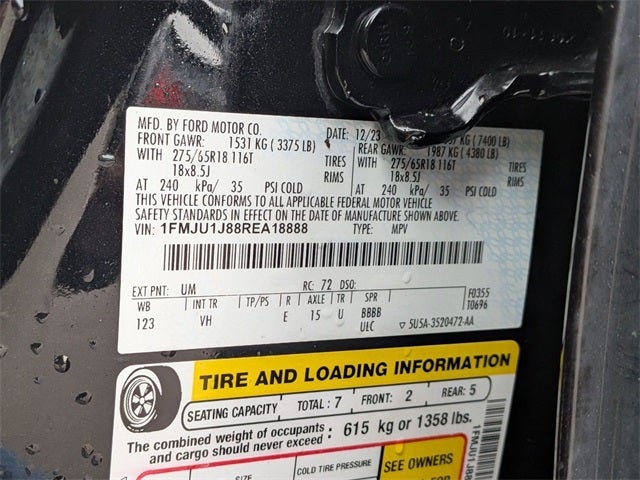 MFD. BY FORD MOTOR CO. DATE: 12/23 KG (7400 LB)
FRONT GAWR: 1531 KG (3375 LB) REAR GAWR: 1987 KG (4380 LB)
WITH 275/65R18 116T TIRES WITH 275/65R18 116T TIRES
18x8.5J RIMS 18x8.5J RIMS
AT 240 kPa/ 35 PSI COLD AT 240 kPa/ 35 PSI COLD
THIS VEHICLE CONFORMS TO ALL APPLICABLE FEDERAL MOTOR VEHICLE
SAFETY STANDARDS IN EFFECT ON THE DATE OF MANUFACTURE SHOWN ABOVE.
VIN: 1FMJU1J88REA18888 TYPE: MPV
EXT PNT: UM RC: 72 DSO:
WB INT TR TP/PS R AXLE TR SPR F0355
123 VH E 15 U BBBB T0696
UEC 5U5A-3520472-AA
TIRE AND LOADING INFORMATION
SEATING CAPACITY TOTAL: 7 FRONT: 2 REAR: 5
The combined weight of occupants
and cargo should never exceed: 615 kg or 1358 lbs.
COLD TIRE PRESSURE SEE OWNERS
1FMJU1J88